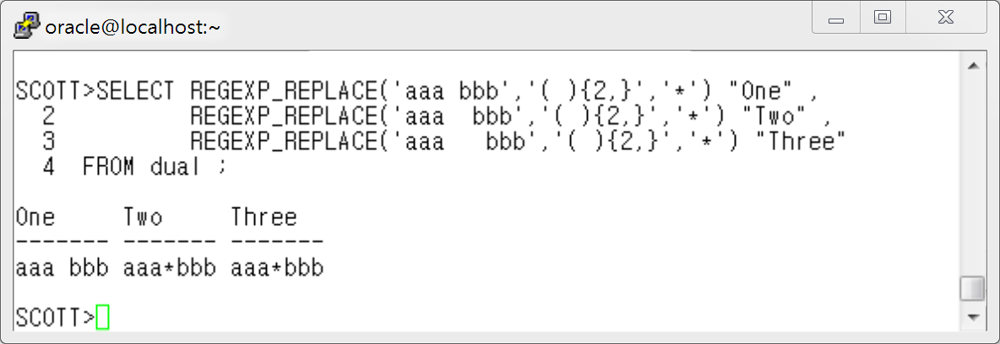 oracle@localhost:~
SCOTT>SELECT REGEXP_REPLACE('aaa bbb','( ){2,}','*') "One" ,
  2          REGEXP_REPLACE('aaa  bbb','( ){2,}','*') "Two" ,
  3          REGEXP_REPLACE('aaa   bbb','( ){2,}','*') "Three"
  4  FROM dual ;
One     Two     Three
------- ------- -------
aaa bbb aaa*bbb aaa*bbb
SCOTT>